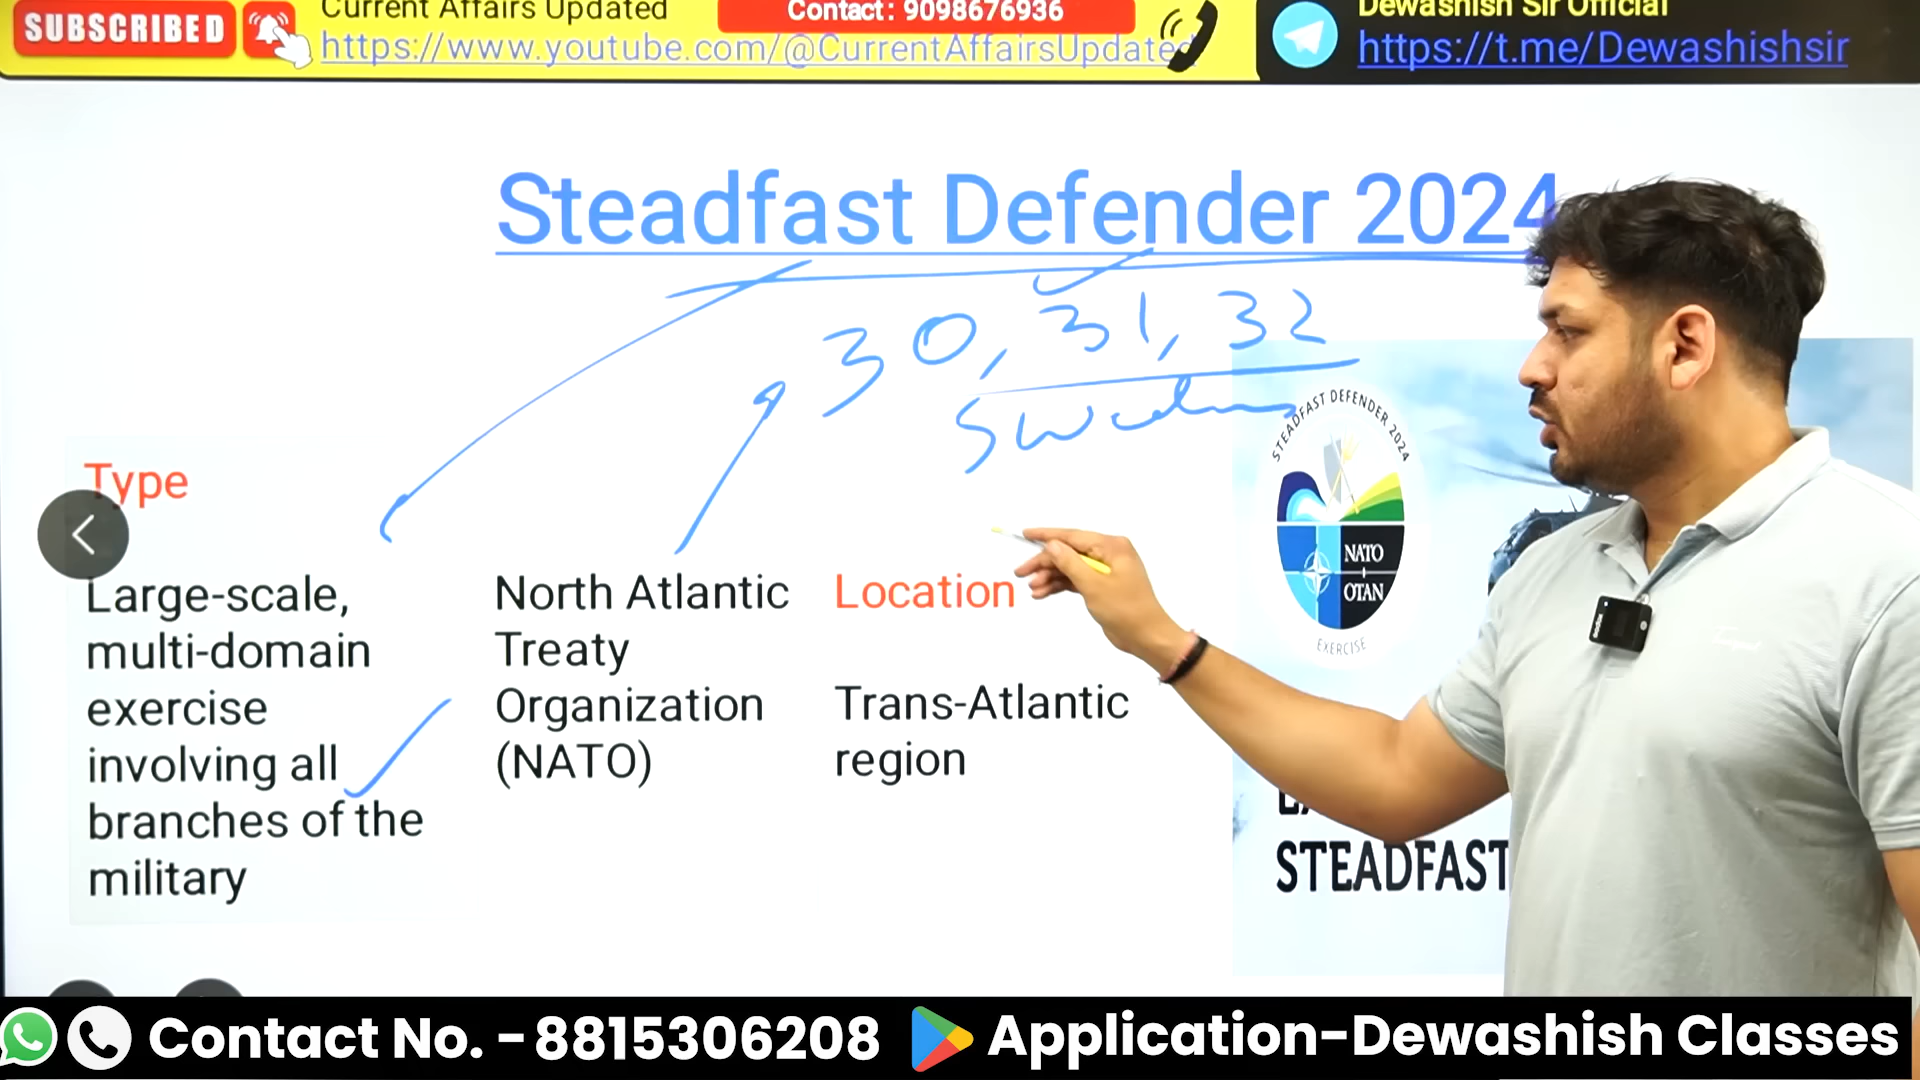 SUBSCRIBED
Current Affairs Updated
https://www.youtube.com/@CurrentAffairsUpdated
Contact: 9098676936
Dewashish Sir Official
https://t.me/Dewashishsir
Steadfast Defender 2024
30, 31, 32
Type
Large-scale,
multi-domain
exercise
involving all
branches of the
military
North Atlantic
Treaty
Organization
(NATO)
Location
Trans-Atlantic
region
STEADFAST DEFENDER 2024
NATO
OTAN
EXERCISE
STEADFAST
Contact No. - 8815306208
Application-Dewashish Classes